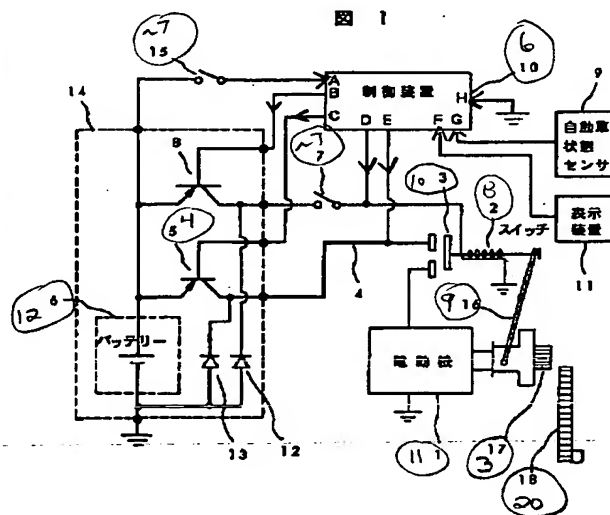 図 1
~7
15
14
A
B
C
D
E
F
G
H
制御装置
6
10
9
自動車
状態
センサ
8
~7
7
10 3
8
2
スイッチ
表示
装置
11
5 4
4
9 16
12 6
バッテリー
電動機
13
12
11 1
17
3
18
20